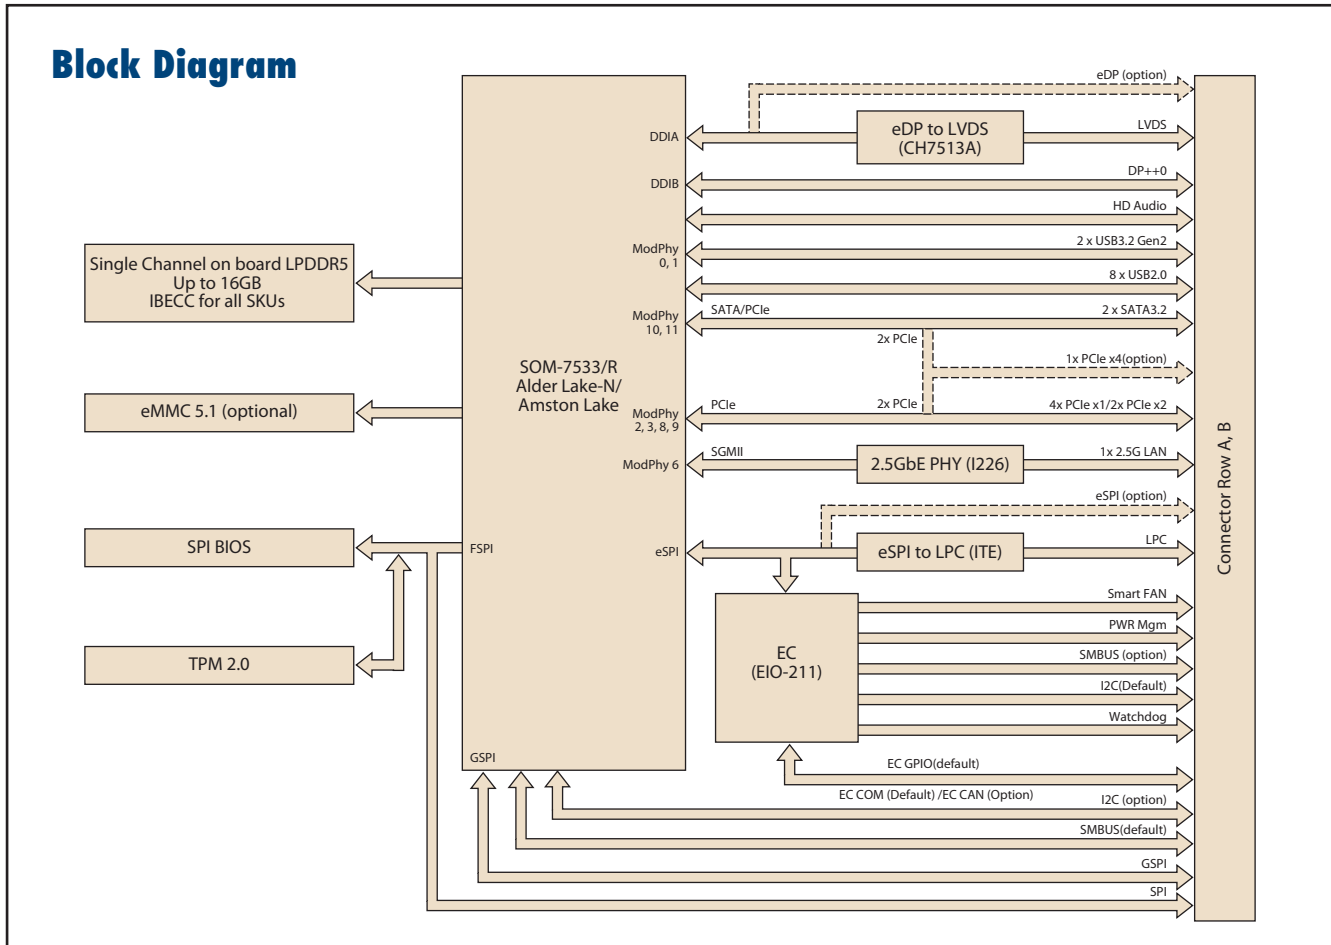 Block Diagram
eDP (option)
DDIA
eDP to LVDS
(CH7513A)
LVDS
DDIB
DP++0
HD Audio
Single Channel on board LPDDR5
Up to 16GB
IBECC for all SKUs
ModPhy
0, 1
2 x USB3.2 Gen2
8 x USB2.0
ModPhy
10, 11
SATA/PCIe
2 x SATA3.2
2x PCIe
1x PCIe x4(option)
SOM-7533/R
Alder Lake-N/
Amston Lake
eMMC 5.1 (optional)
ModPhy
2, 3, 8, 9
PCIe
2x PCIe
4x PCIe x1/2x PCIe x2
ModPhy 6
SGMII
2.5GbE PHY (I226)
1x 2.5G LAN
eSPI (option)
SPI BIOS
FSPI
eSPI
eSPI to LPC (ITE)
LPC
Connector Row A, B
TPM 2.0
EC
(EIO-211)
Smart FAN
PWR Mgm
SMBUS (option)
I2C(Default)
Watchdog
GSPI
EC GPIO(default)
EC COM (Default) /EC CAN (Option)
I2C (option)
SMBUS(default)
GSPI
SPI